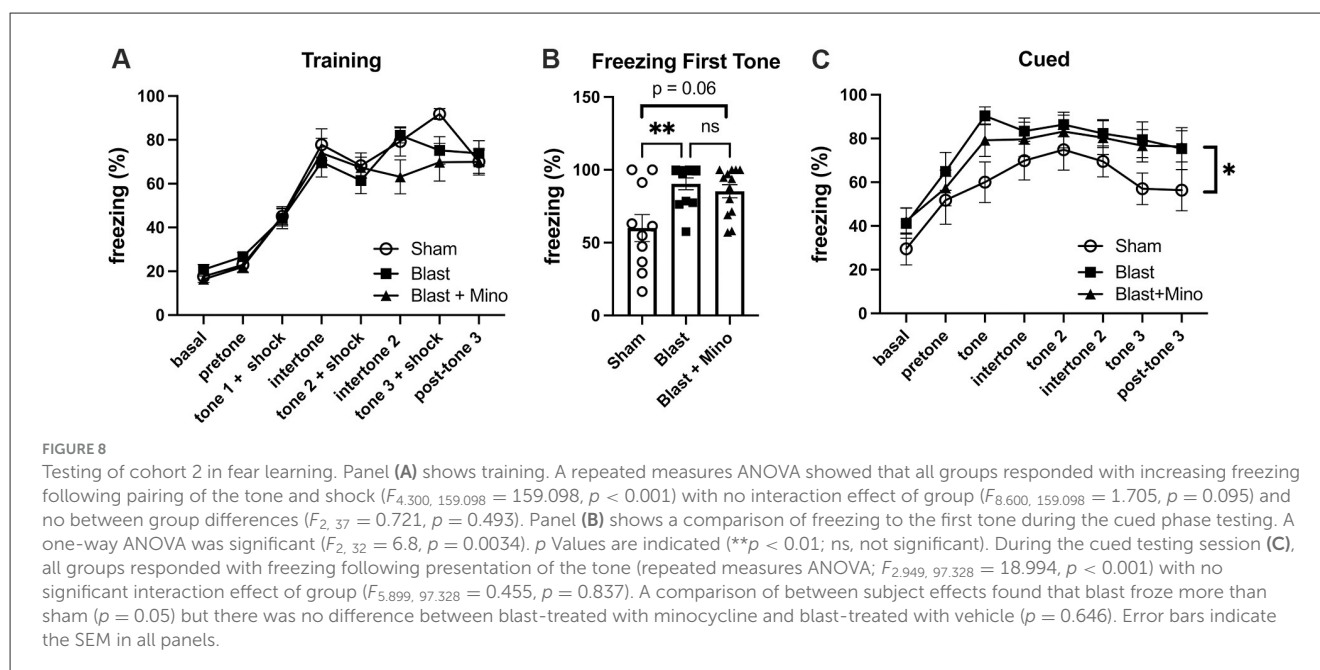 A
Training
freezing (%)
100
80
60
40
20
0
Sham
Blast
Blast + Mino
basal
pretone
tone 1 + shock
intertone
tone 2 + shock
intertone 2
tone 3 + shock
post-tone 3
B
Freezing First Tone
p = 0.06
**
ns
freezing (%)
150
100
50
0
Sham
Blast
Blast + Mino
C
Cued
freezing (%)
100
80
60
40
20
0
*
Sham
Blast
Blast+Mino
basal
pretone
tone
intertone
tone 2
intertone 2
tone 3
post-tone 3
FIGURE 8
Testing of cohort 2 in fear learning. Panel (A) shows training. A repeated measures ANOVA showed that all groups responded with increasing freezing
following pairing of the tone and shock (F4.300, 159.098 = 159.098, p < 0.001) with no interaction effect of group (F8.600, 159.098 = 1.705, p = 0.095) and
no between group differences (F2, 37 = 0.721, p = 0.493). Panel (B) shows a comparison of freezing to the first tone during the cued phase testing. A
one-way ANOVA was significant (F2, 32 = 6.8, p = 0.0034). p Values are indicated (**p < 0.01; ns, not significant). During the cued testing session (C),
all groups responded with freezing following presentation of the tone (repeated measures ANOVA; F2.949, 97.328 = 18.994, p < 0.001) with no
significant interaction effect of group (F5.899, 97.328 = 0.455, p = 0.837). A comparison of between subject effects found that blast froze more than
sham (p = 0.05) but there was no difference between blast-treated with minocycline and blast-treated with vehicle (p = 0.646). Error bars indicate
the SEM in all panels.